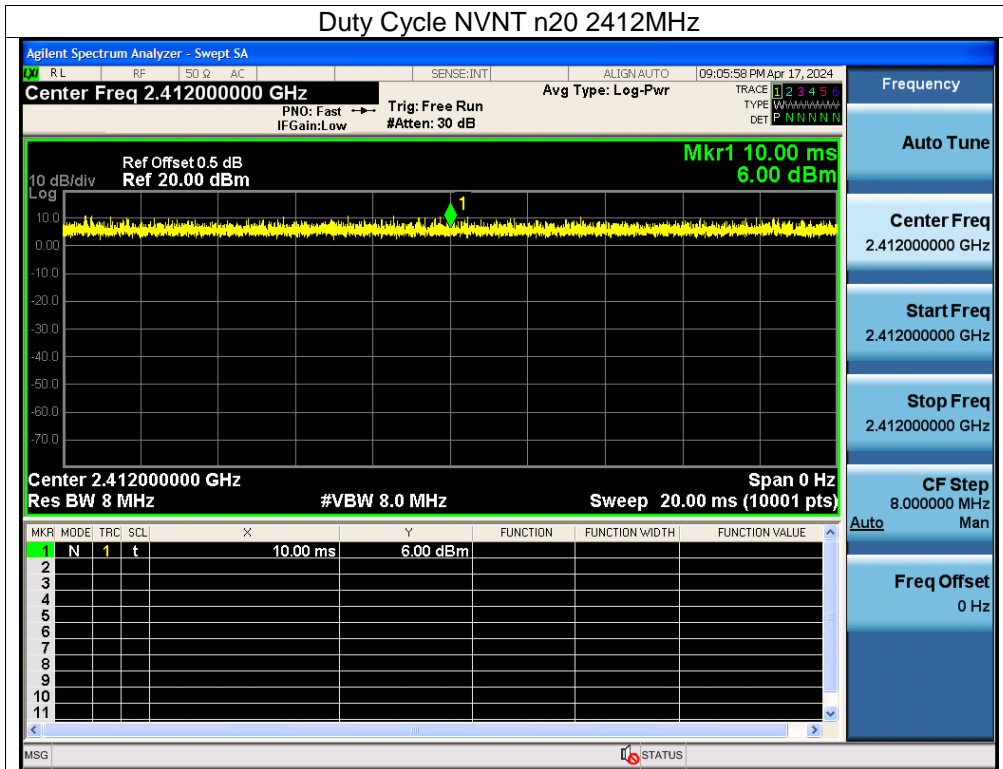 Duty Cycle NVNT n20 2412MHz
Agilent Spectrum Analyzer - Swept SA
LXI RL RF 50 Ω AC SENSE:INT ALIGN AUTO 09:05:58 PM Apr 17, 2024
Center Freq 2.412000000 GHz Avg Type: Log-Pwr TRACE 1 2 3 4 5 6
PNO: Fast Trig: Free Run TYPE WWWWWW
IFGain:Low #Atten: 30 dB DET P N N N N N
Frequency
Auto Tune
Center Freq
2.412000000 GHz
Start Freq
2.412000000 GHz
Stop Freq
2.412000000 GHz
CF Step
8.000000 MHz
Auto Man
Freq Offset
0 Hz
Mkr1 10.00 ms
6.00 dBm
Ref Offset 0.5 dB
10 dB/div Ref 20.00 dBm
Log
1
10.0
0.00
-10.0
-20.0
-30.0
-40.0
-50.0
-60.0
-70.0
Center 2.412000000 GHz Span 0 Hz
Res BW 8 MHz #VBW 8.0 MHz Sweep 20.00 ms (10001 pts)
MKR MODE TRC SCL X Y FUNCTION FUNCTION WIDTH FUNCTION VALUE
1 N 1 t 10.00 ms 6.00 dBm
2
3
4
5
6
7
8
9
10
11
MSG STATUS